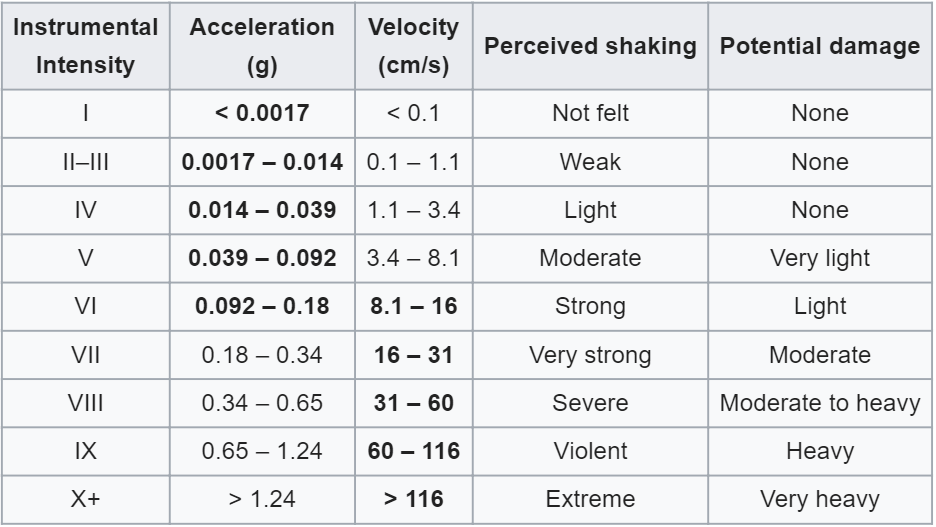 Instrumental Intensity Acceleration (g) Velocity (cm/s) Perceived shaking Potential damage
I < 0.0017 < 0.1 Not felt None
II–III 0.0017 – 0.014 0.1 – 1.1 Weak None
IV 0.014 – 0.039 1.1 – 3.4 Light None
V 0.039 – 0.092 3.4 – 8.1 Moderate Very light
VI 0.092 – 0.18 8.1 – 16 Strong Light
VII 0.18 – 0.34 16 – 31 Very strong Moderate
VIII 0.34 – 0.65 31 – 60 Severe Moderate to heavy
IX 0.65 – 1.24 60 – 116 Violent Heavy
X+ > 1.24 > 116 Extreme Very heavy